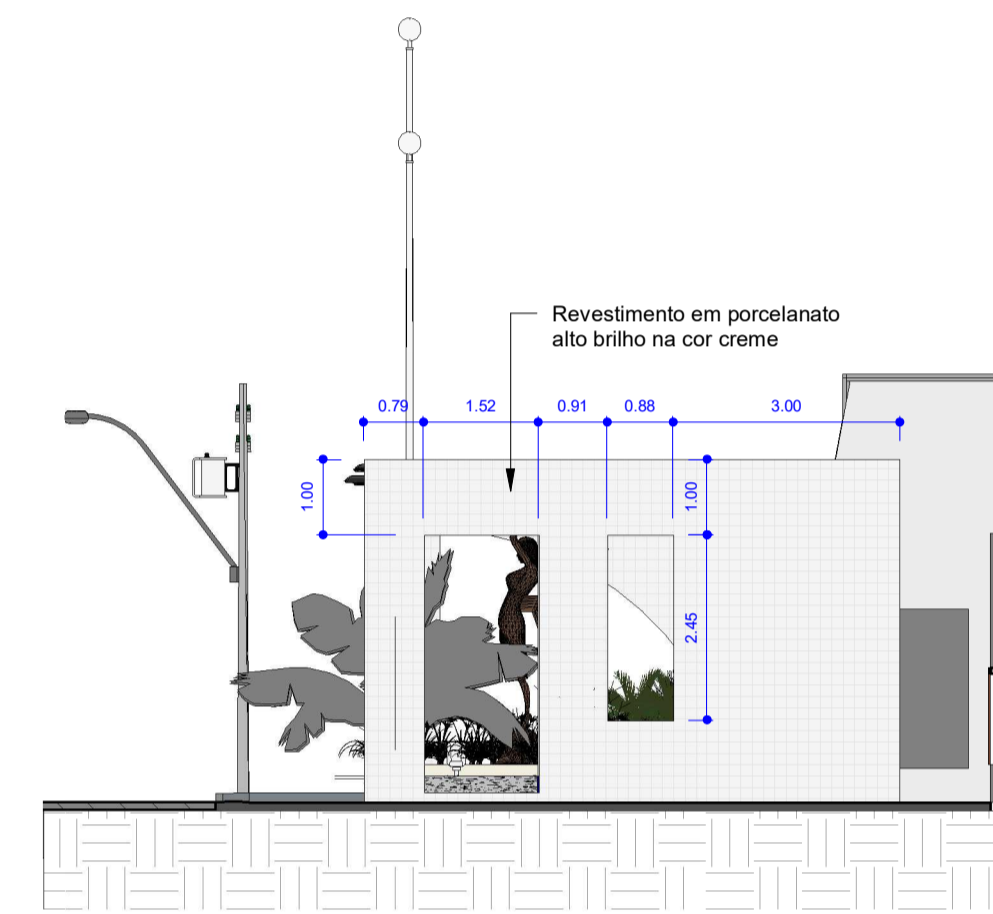 Revestimento em porcelanato
alto brilho na cor creme
0.79 1.52 0.91 0.88 3.00
1.00
1.00
2.45